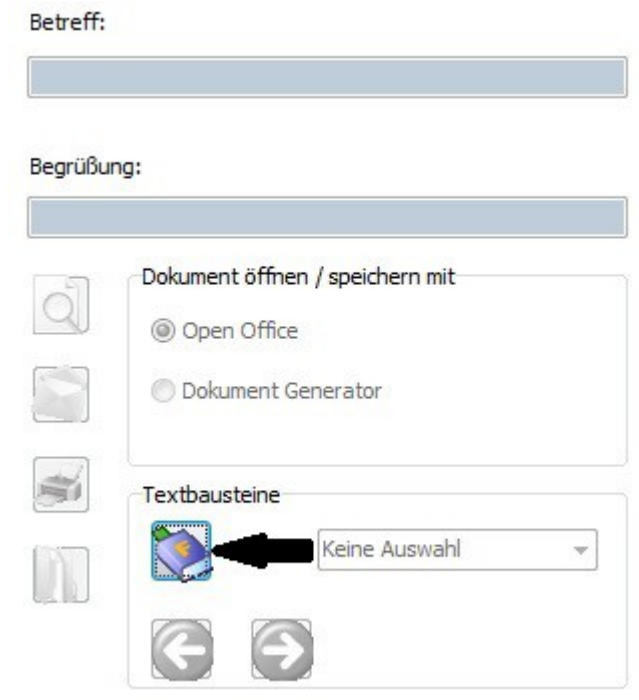 Betreff:
Begrüßung:
Dokument öffnen / speichern mit
Open Office
Dokument Generator
Textbausteine
F
Keine Auswahl